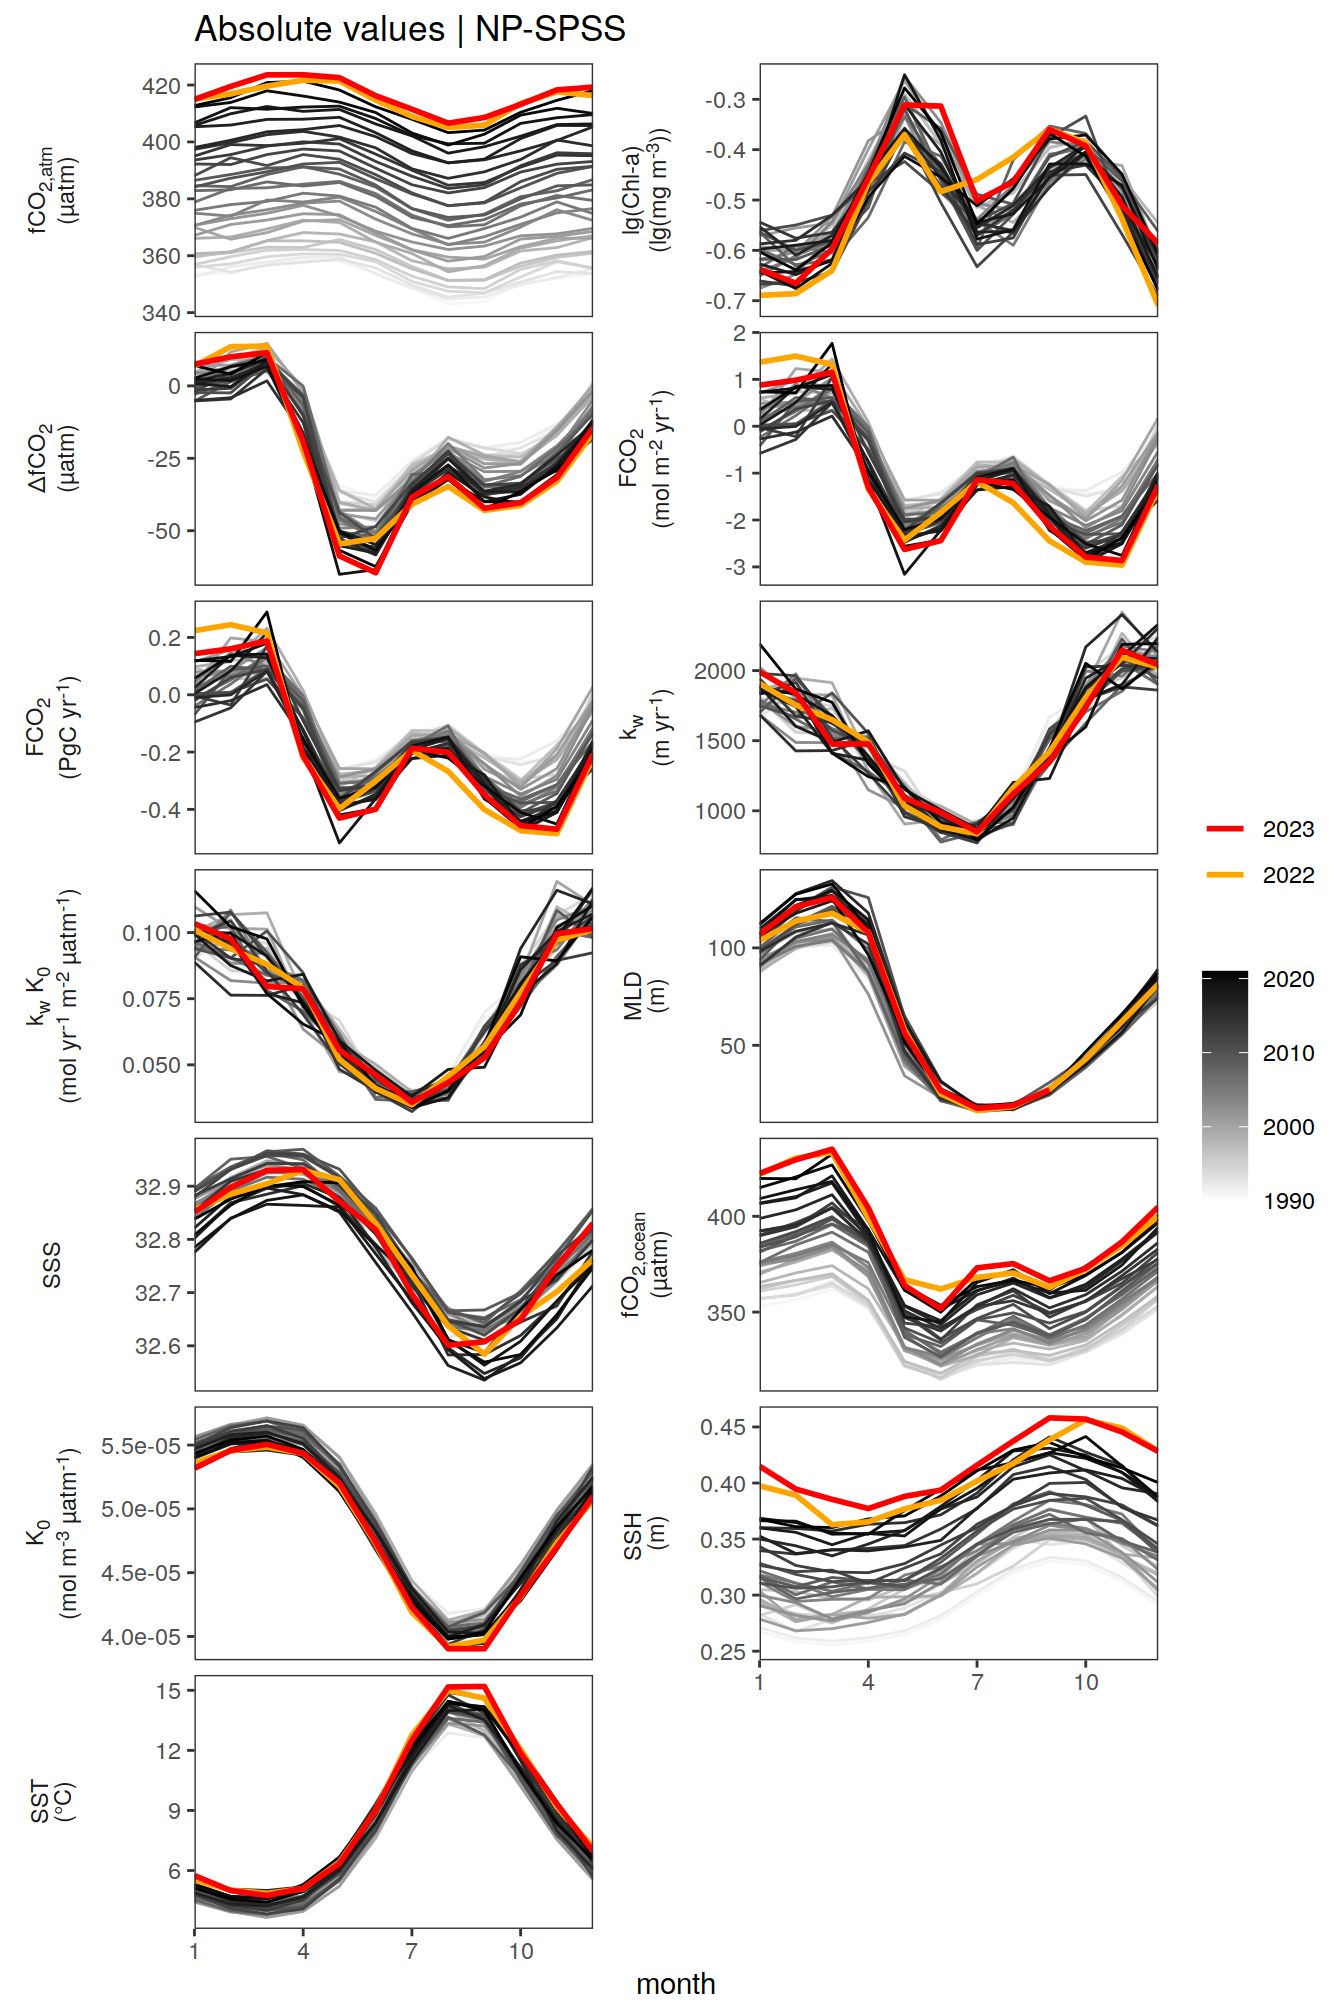 Absolute values | NP-SPSS
fCO2,atm
(µatm)
420
400
380
360
340
lg(Chl-a)
(lg(mg m-3))
-0.3
-0.4
-0.5
-0.6
-0.7
ΔfCO2
(µatm)
0
-25
-50
FCO2
(mol m-2 yr-1)
2
1
0
-1
-2
-3
FCO2
(PgC yr-1)
0.2
0.0
-0.2
-0.4
kw
(m yr-1)
2000
1500
1000
kw K0
(mol yr-1 m-2 µatm-1)
0.100
0.075
0.050
MLD
(m)
100
50
SSS
32.9
32.8
32.7
32.6
fCO2,ocean
(µatm)
400
350
K0
(mol m-3 µatm-1)
5.5e-05
5.0e-05
4.5e-05
4.0e-05
SSH
(m)
0.45
0.40
0.35
0.30
0.25
1 4 7 10
SST
(°C)
15
12
9
6
1 4 7 10
month
2023
2022
2020
2010
2000
1990